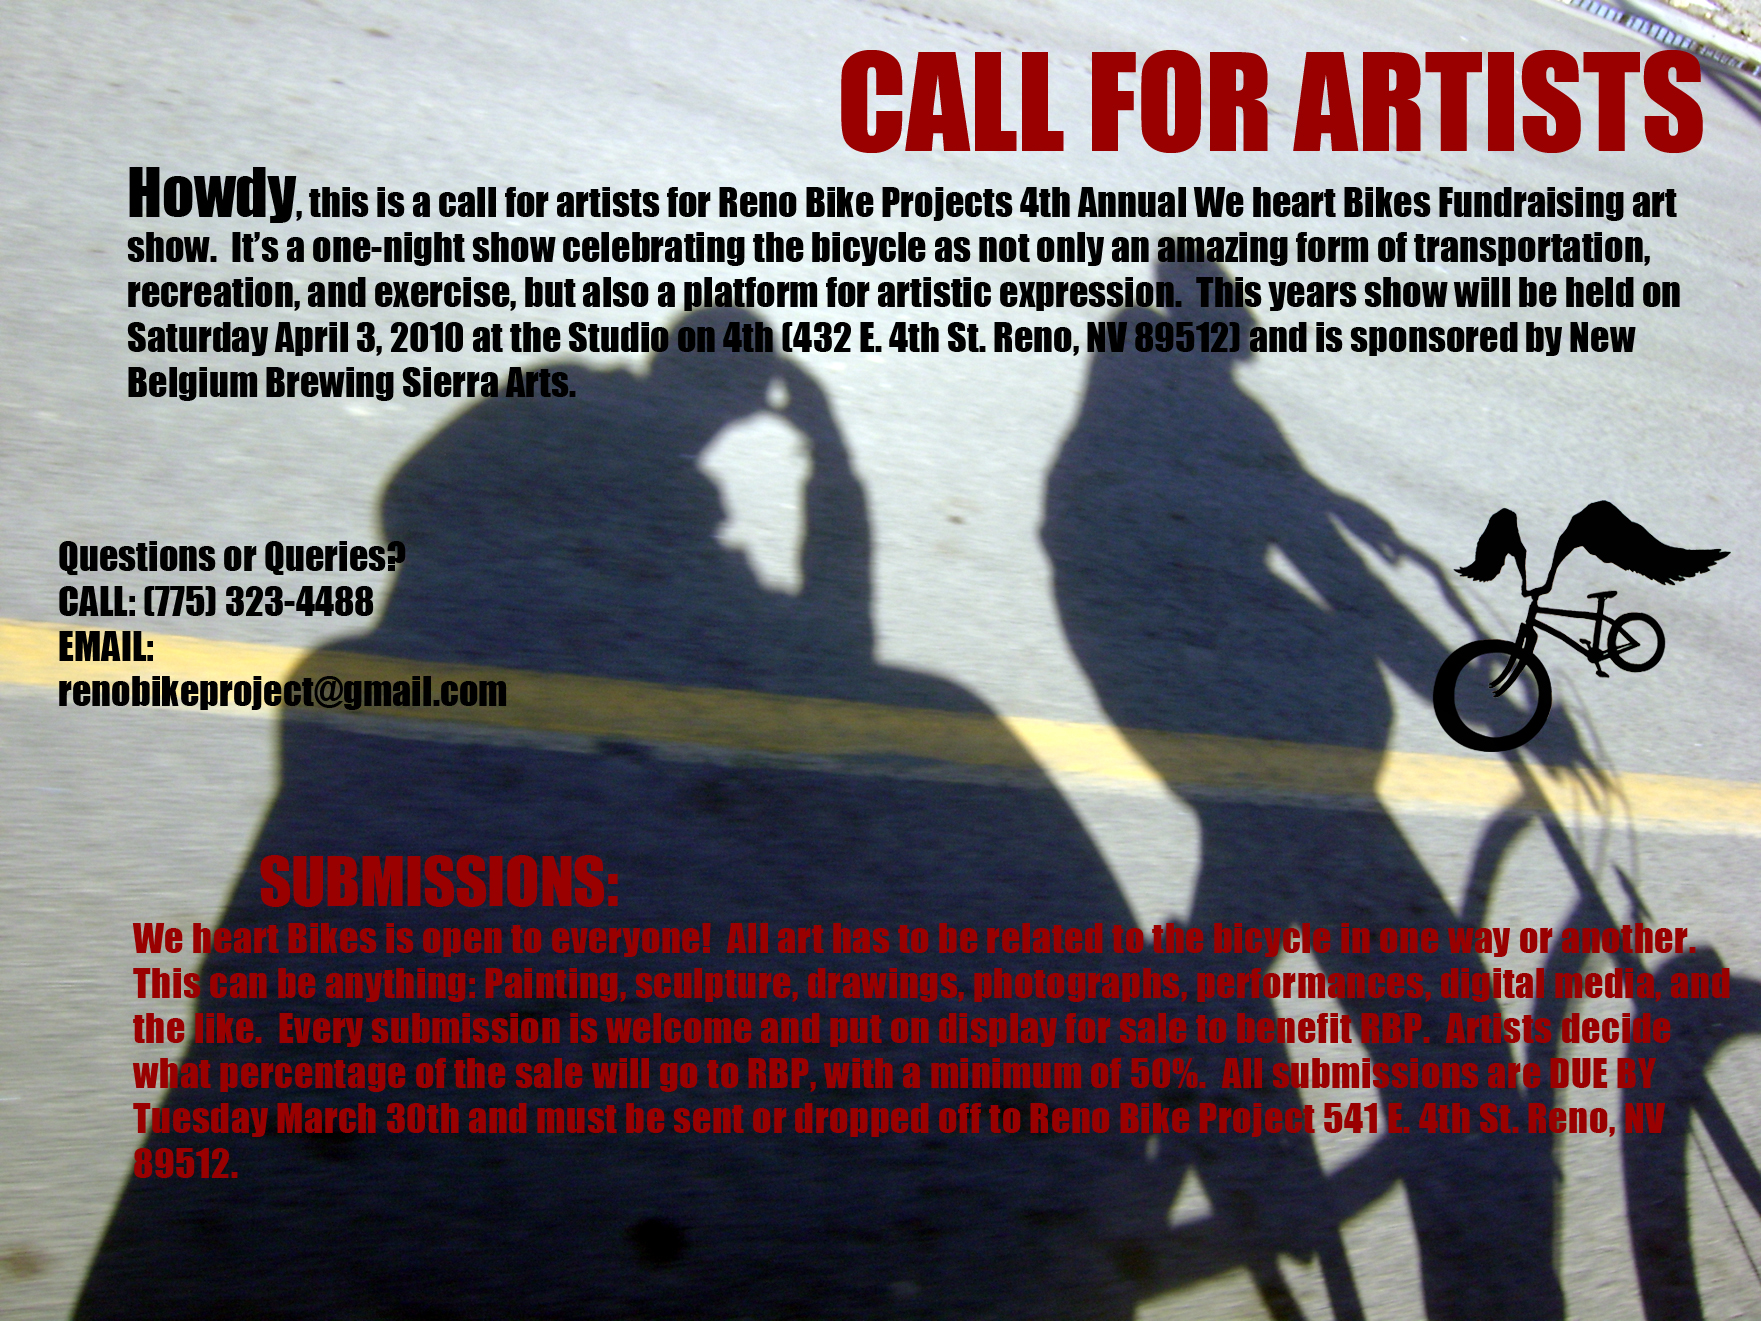 CALL FOR ARTISTS
Howdy, this is a call for artists for Reno Bike Projects 4th Annual We heart Bikes Fundraising art
show.  It's a one-night show celebrating the bicycle as not only an amazing form of transportation,
recreation, and exercise, but also a platform for artistic expression.  This years show will be held on
Saturday April 3, 2010 at the Studio on 4th (432 E. 4th St. Reno, NV 89512) and is sponsored by New
Belgium Brewing Sierra Arts.
Questions or Queries?
CALL: (775) 323-4488
EMAIL:
renobikeproject@gmail.com
SUBMISSIONS:
We heart Bikes is open to everyone!  All art has to be related to the bicycle in one way or another.
This can be anything: Painting, sculpture, drawings, photographs, performances, digital media, and
the like.  Every submission is welcome and put on display for sale to benefit RBP.  Artists decide
what percentage of the sale will go to RBP, with a minimum of 50%.  All submissions are DUE BY
Tuesday March 30th and must be sent or dropped off to Reno Bike Project 541 E. 4th St. Reno, NV
89512.